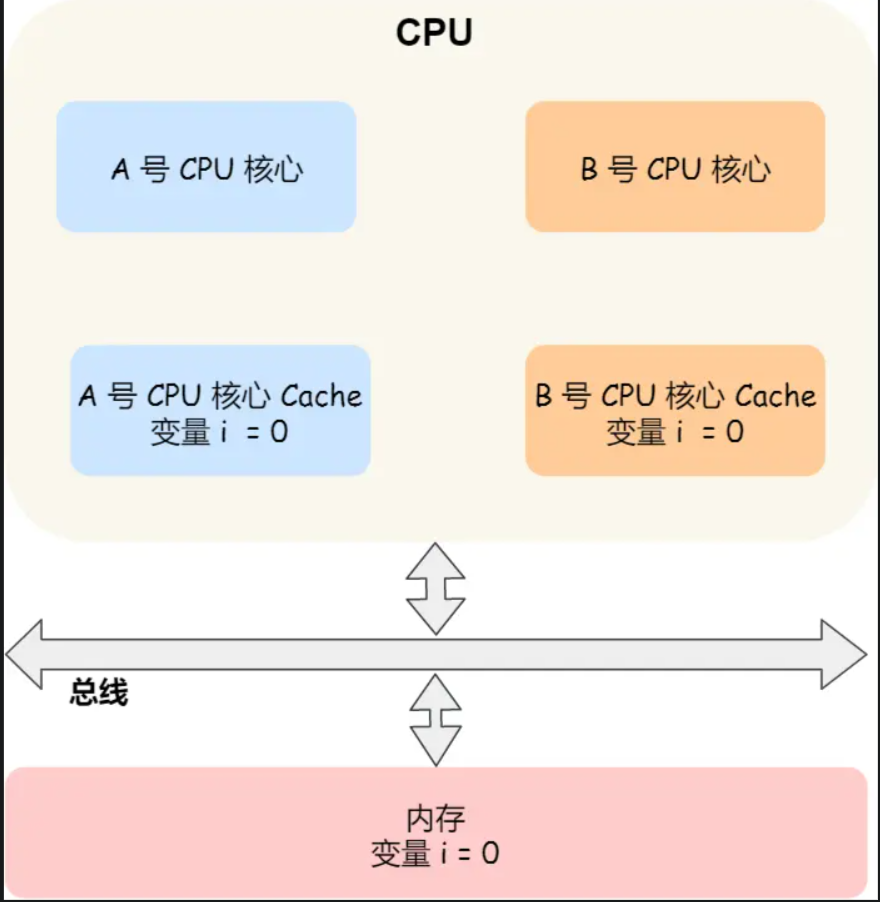 CPU
A 号 CPU 核心
B 号 CPU 核心
A 号 CPU 核心 Cache
变量 i = 0
B 号 CPU 核心 Cache
变量 i = 0
总线
内存
变量 i = 0